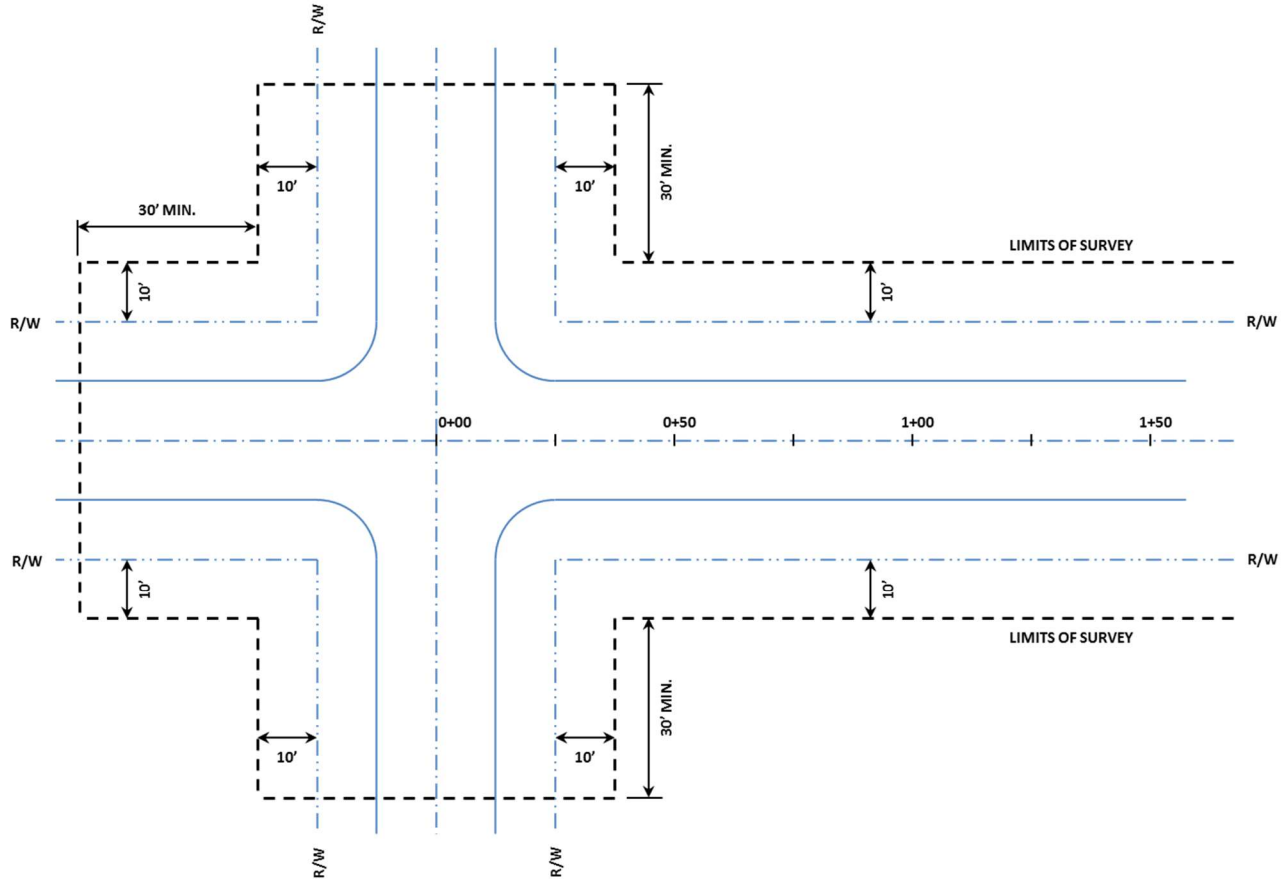 R/W
10'
10'
30' MIN.
30' MIN.
LIMITS OF SURVEY
10'
10'
R/W
R/W
0+00
0+50
1+00
1+50
R/W
R/W
10'
10'
LIMITS OF SURVEY
30' MIN.
10'
10'
R/W
R/W